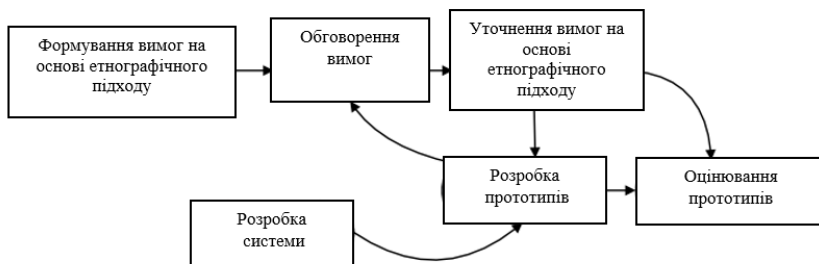 Формування вимог на
основі етнографічного
підходу
Обговорення
вимог
Уточнення вимог на
основі
етнографічного
підходу
Розробка
прототипів
Оцінювання
прототипів
Розробка
системи